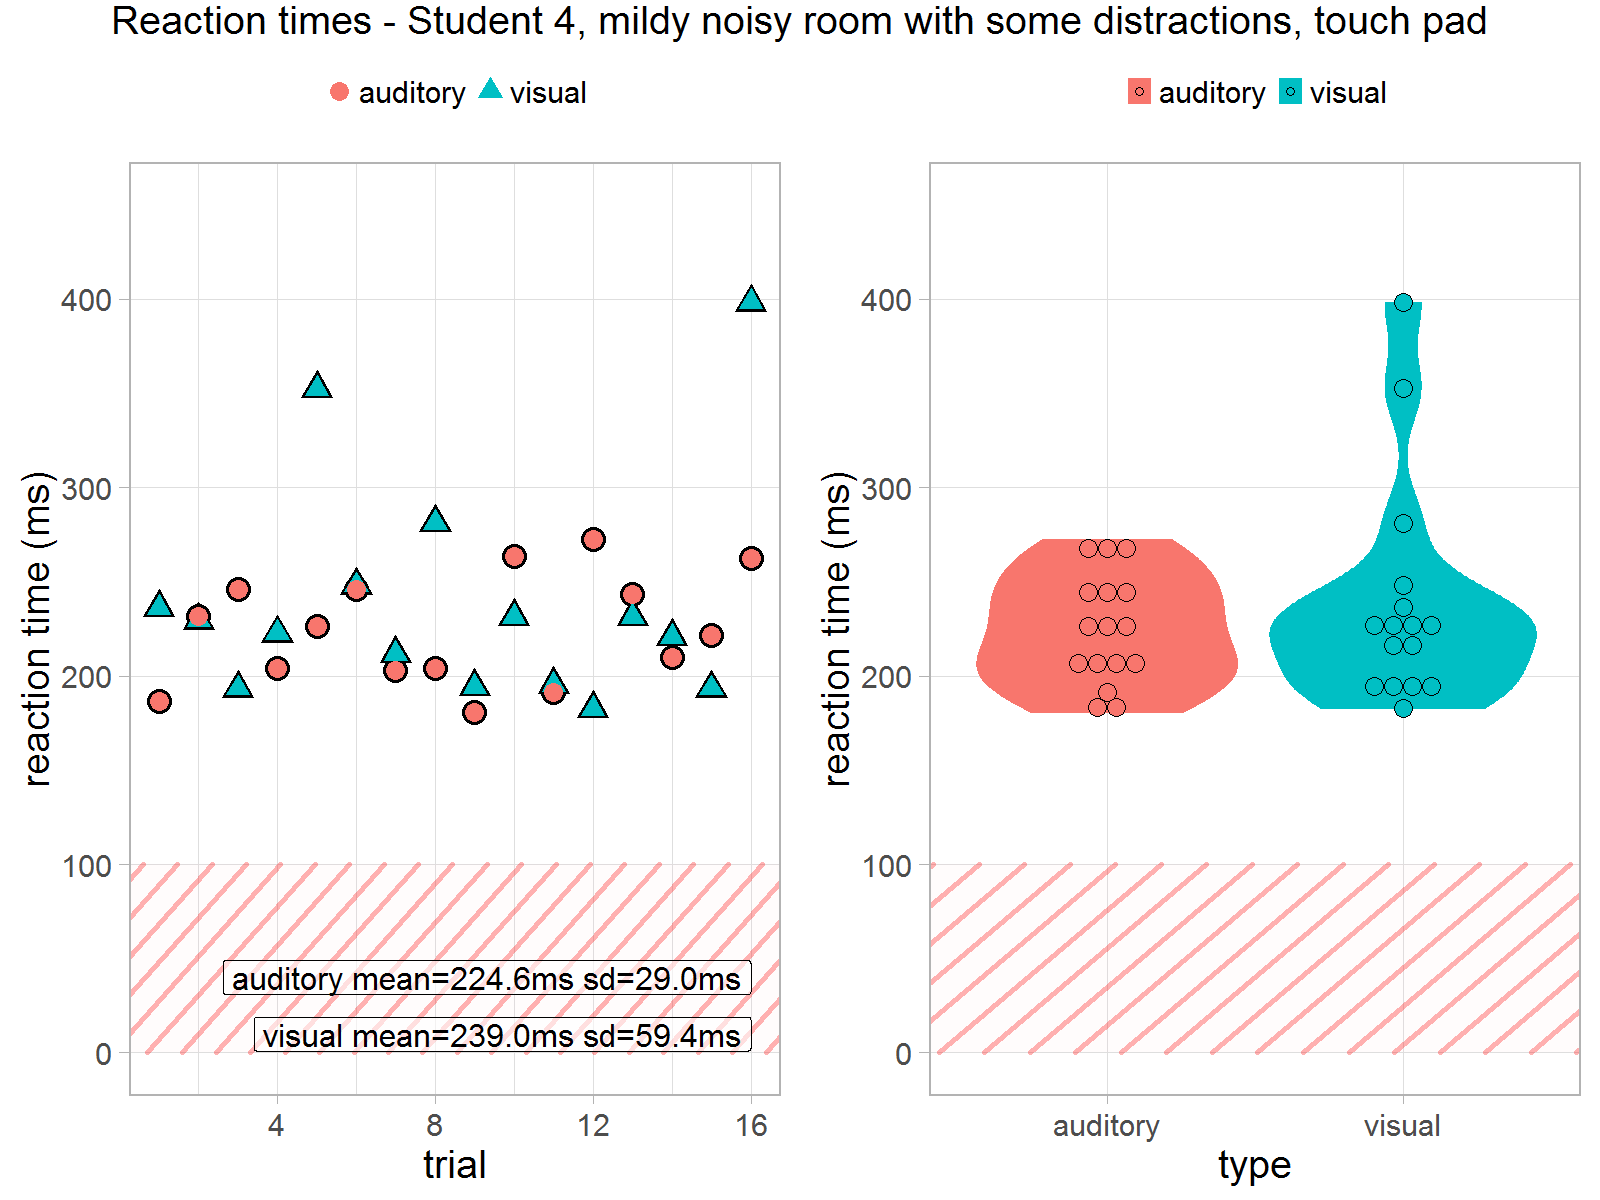 Reaction times - Student 4, mildy noisy room with some distractions, touch pad
auditory visual
auditory visual
reaction time (ms)
400
300
200
100
0
auditory mean=224.6ms sd=29.0ms
visual mean=239.0ms sd=59.4ms
4 8 12 16
trial
reaction time (ms)
400
300
200
100
0
auditory visual
type